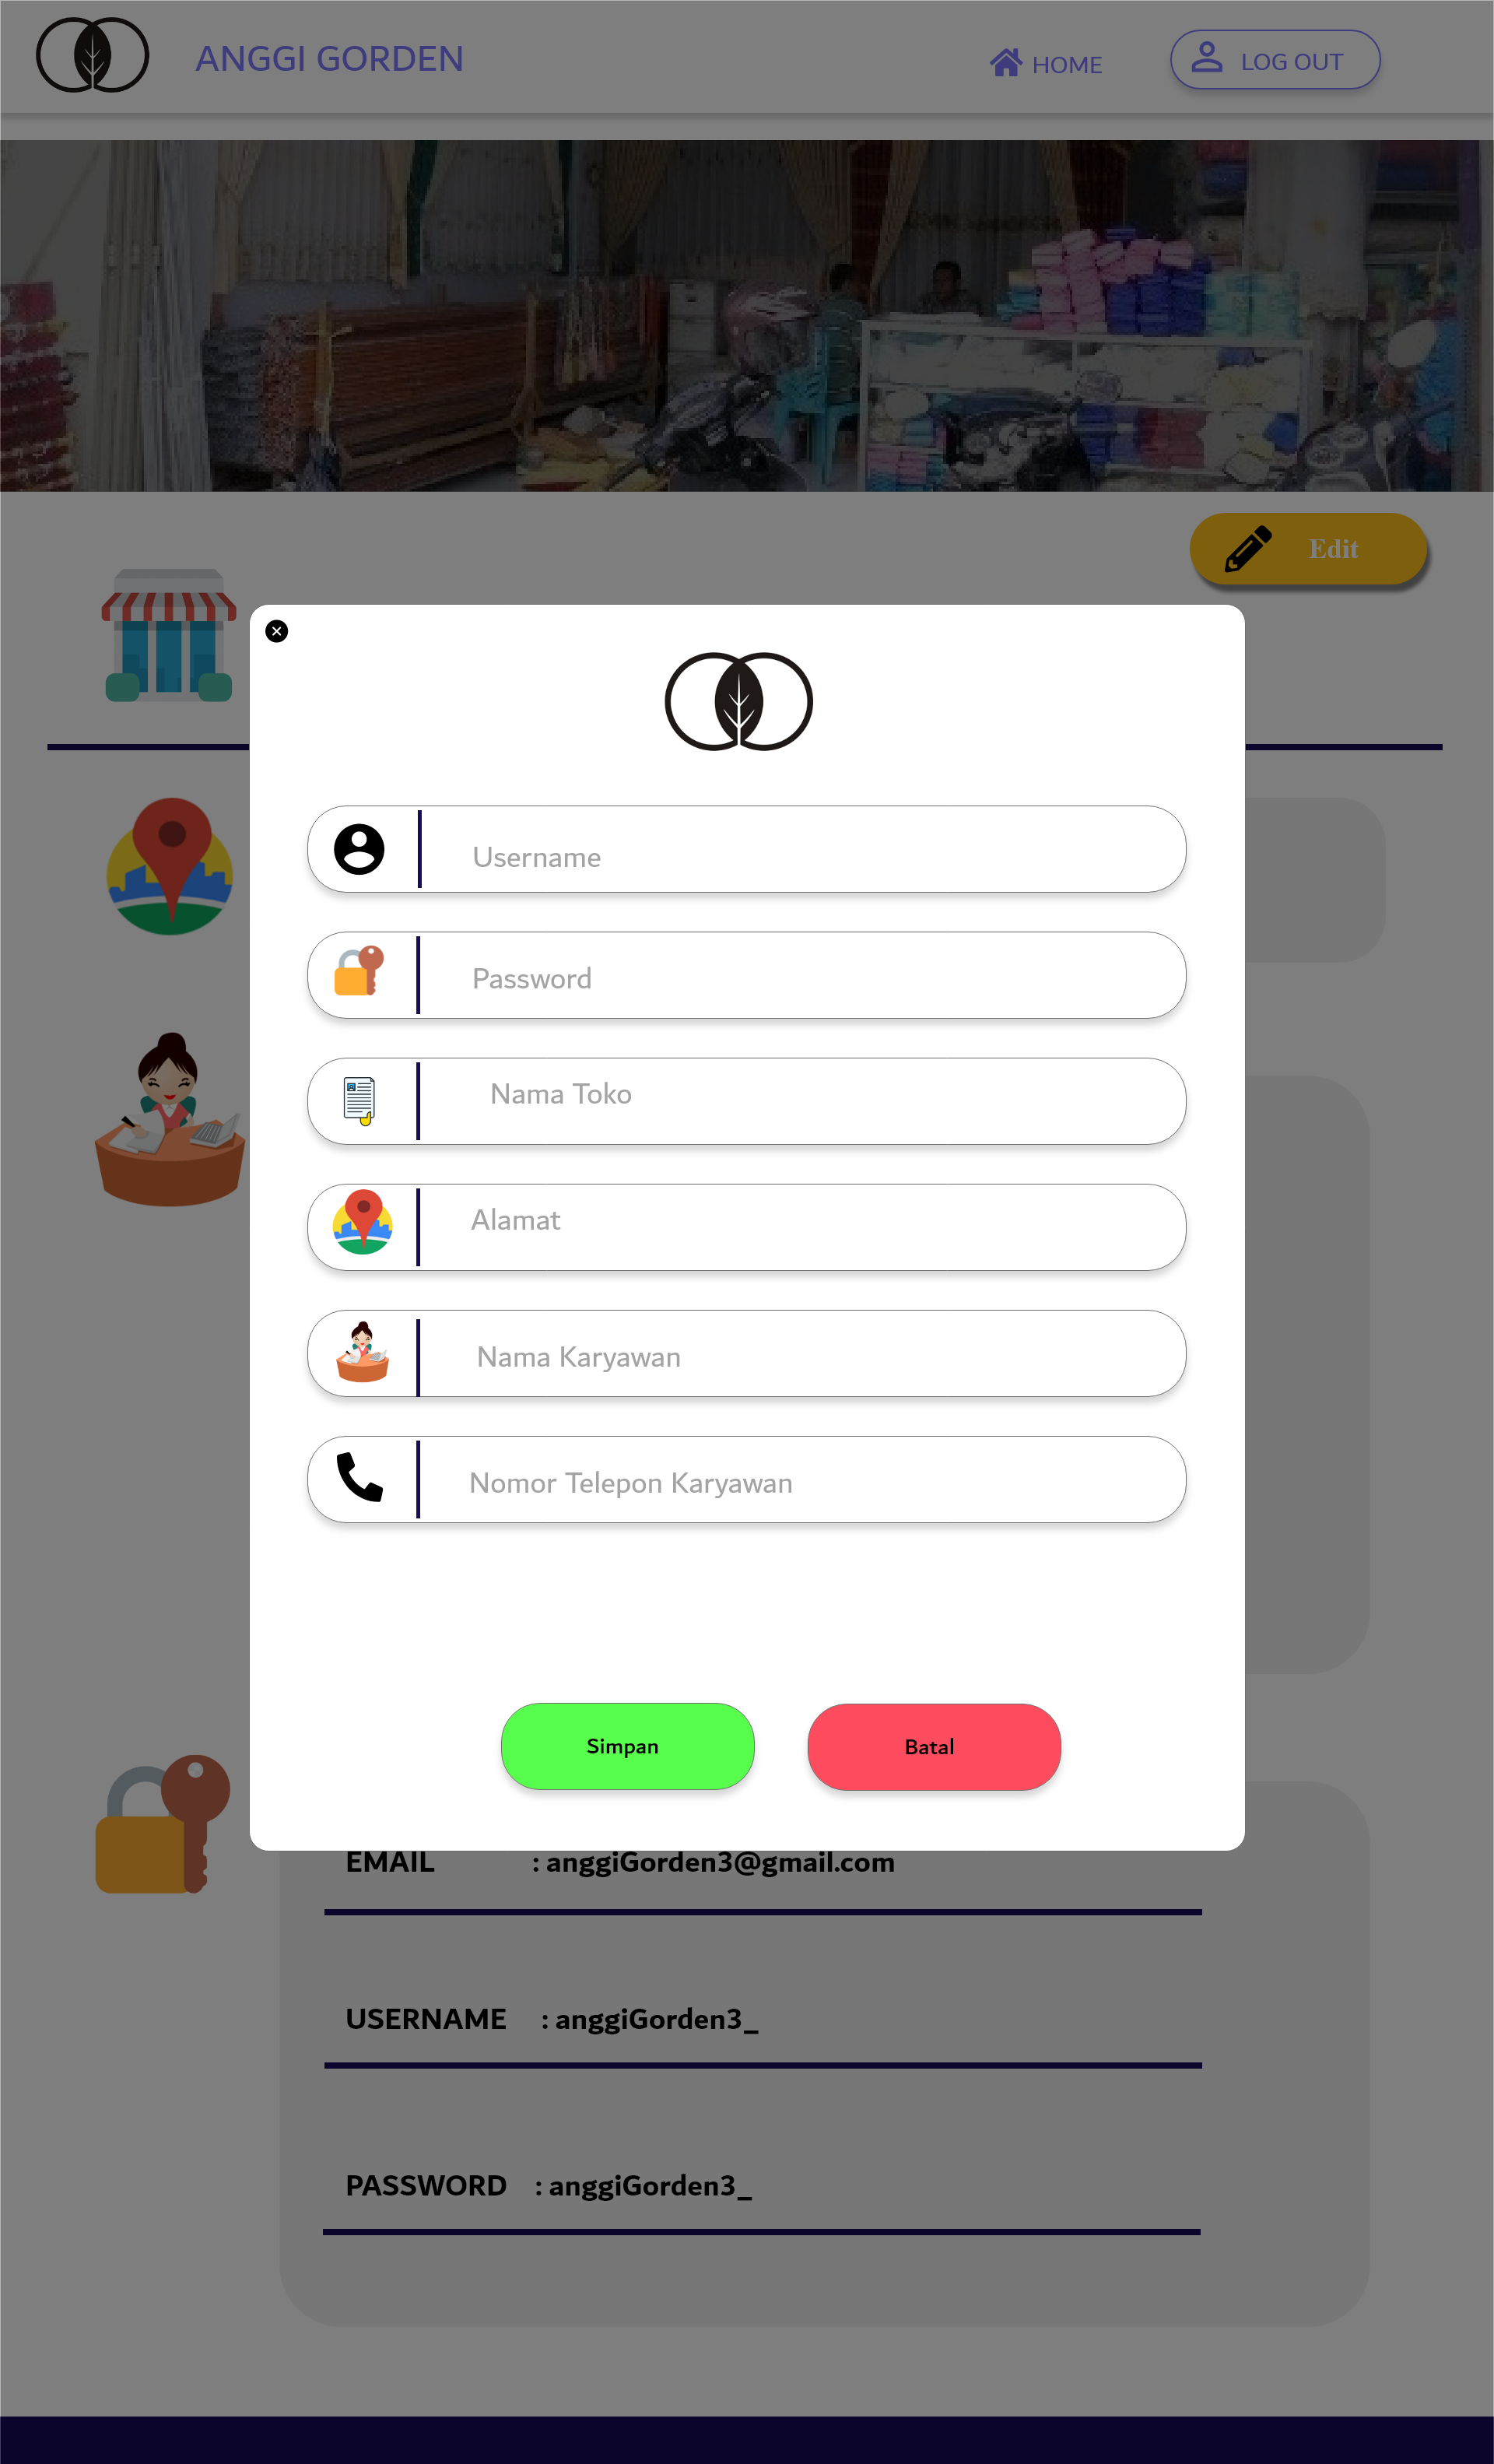 ANGGI GORDEN
HOME
LOG OUT
Edit
Username
Password
Nama Toko
Alamat
Nama Karyawan
Nomor Telepon Karyawan
Simpan
Batal
EMAIL : anggiGorden3@gmail.com
USERNAME : anggiGorden3_
PASSWORD : anggiGorden3_